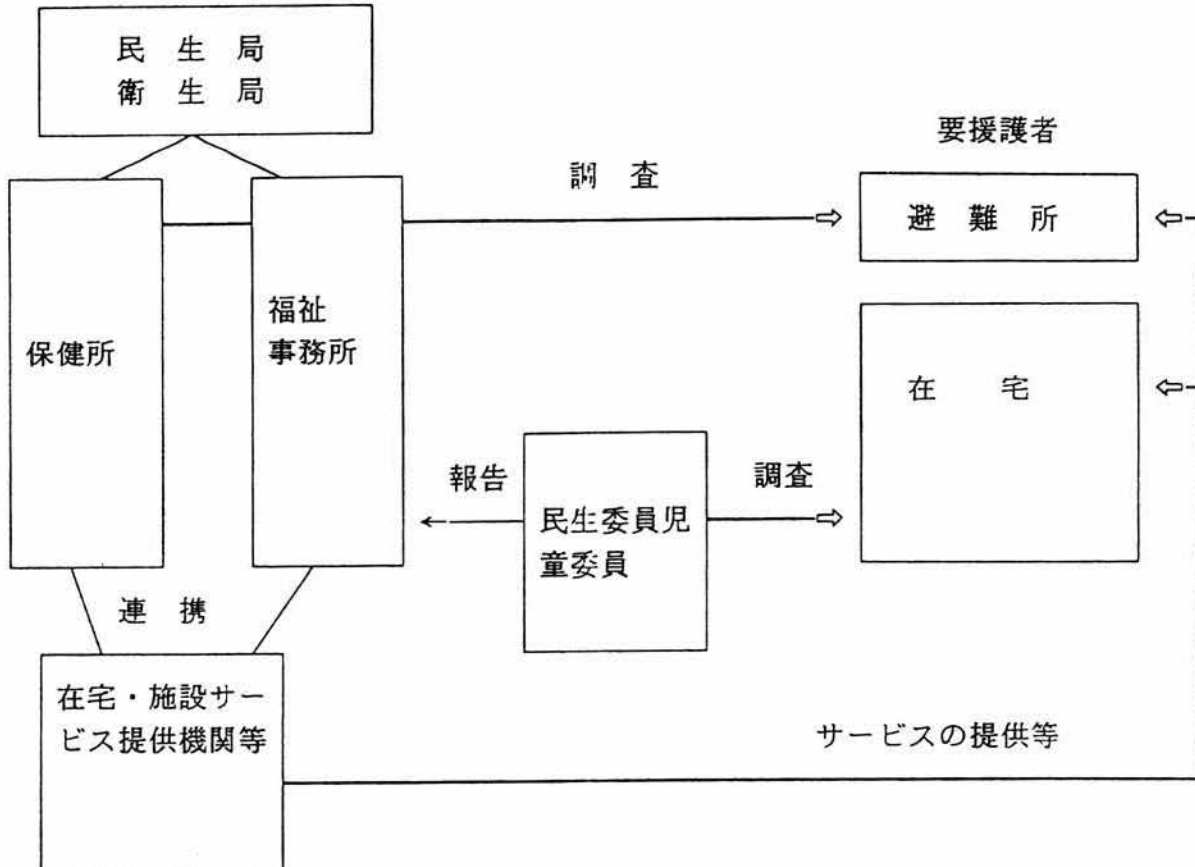 民 生 局
衛 生 局
要援護者
調 査
避 難 所
福祉
事務所
保健所
在 宅
報告
調査
民生委員児
童委員
連 携
在宅・施設サー
ビス提供機関等
サービスの提供等